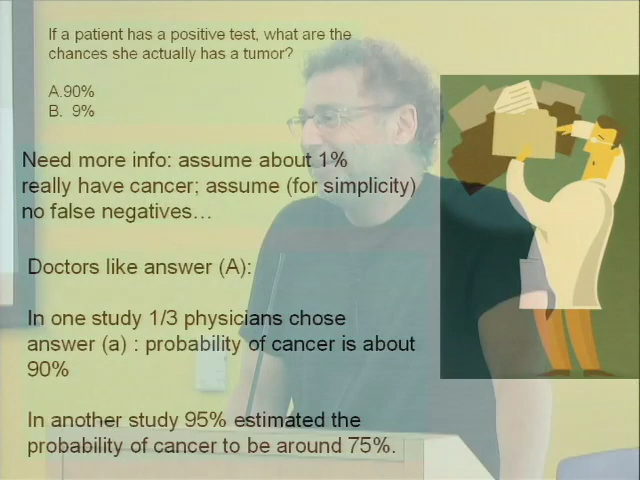 If a patient has a positive test, what are the
chances she actually has a tumor?
A.90%
B. 9%
Need more info: assume about 1%
really have cancer; assume (for simplicity)
no false negatives…
Doctors like answer (A):
In one study 1/3 physicians chose
answer (a) : probability of cancer is about
90%
In another study 95% estimated the
probability of cancer to be around 75%.